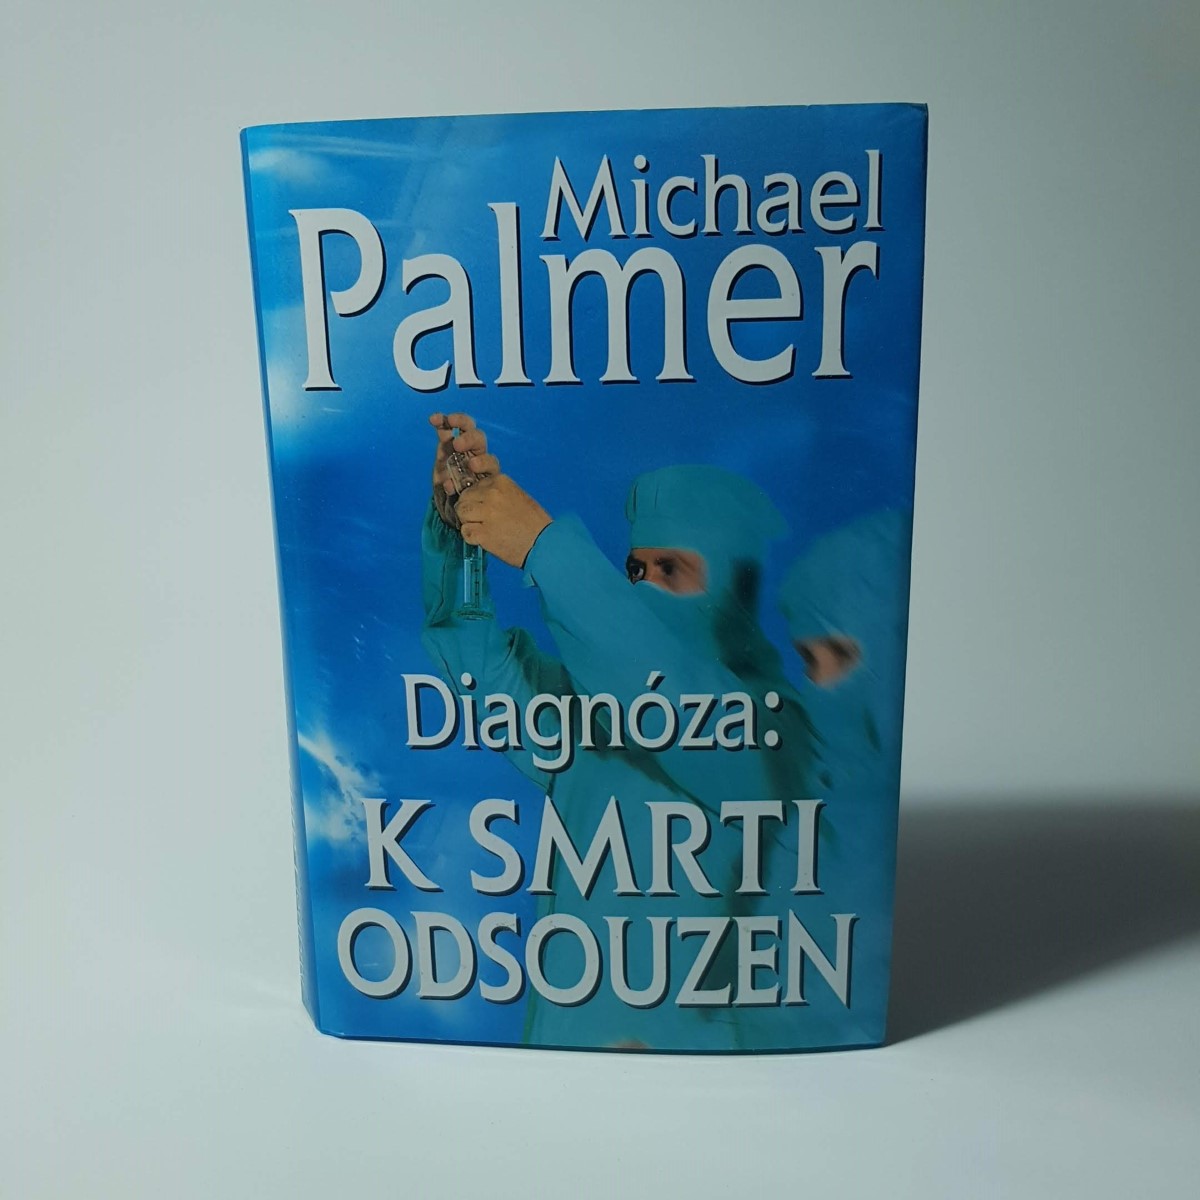 Michael
Palmer
Diagnóza:
K SMRTI
ODSOUZEN